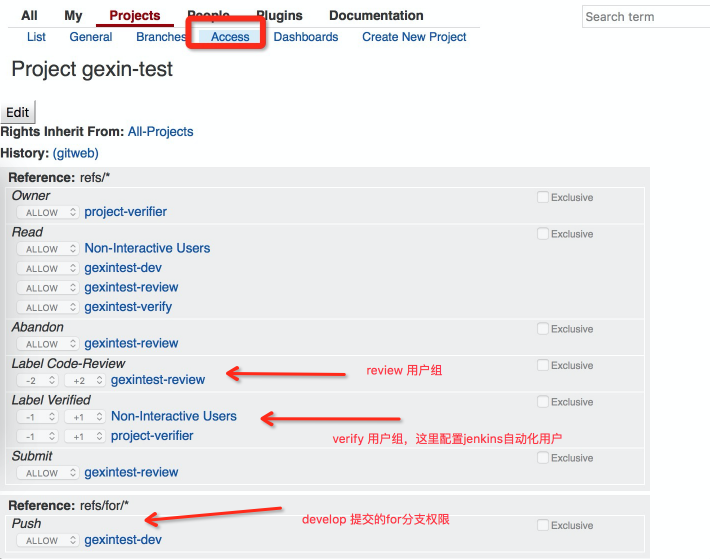 All My Projects People Plugins Documentation
Search term
List General Branches Access Dashboards Create New Project
Project gexin-test
Edit
Rights Inherit From: All-Projects
History: (gitweb)
Reference: refs/*
Owner Exclusive
ALLOW project-verifier
Read Exclusive
ALLOW Non-Interactive Users
ALLOW gexintest-dev
ALLOW gexintest-review
ALLOW gexintest-verify
Abandon Exclusive
ALLOW gexintest-review
Label Code-Review Exclusive
-2 +2 gexintest-review review 用户组
Label Verified Exclusive
-1 +1 Non-Interactive Users
-1 +1 project-verifier verify 用户组，这里配置jenkins自动化用户
Submit Exclusive
ALLOW gexintest-review
Reference: refs/for/*
Push develop 提交的for分支权限 Exclusive
ALLOW gexintest-dev